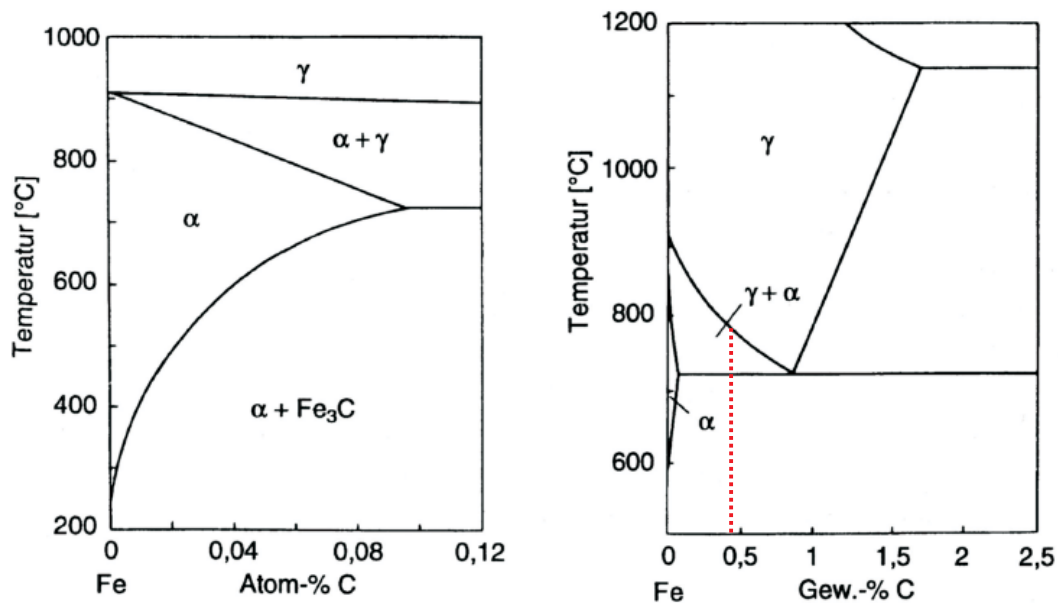 1000
800
600
400
200
Temperatur [°C]
γ
α + γ
α
α + Fe₃C
0
0,04
0,08
0,12
Fe
Atom-% C
1200
1000
800
600
Temperatur [°C]
γ
γ + α
α
0
0,5
1
1,5
2
2,5
Fe
Gew.-% C